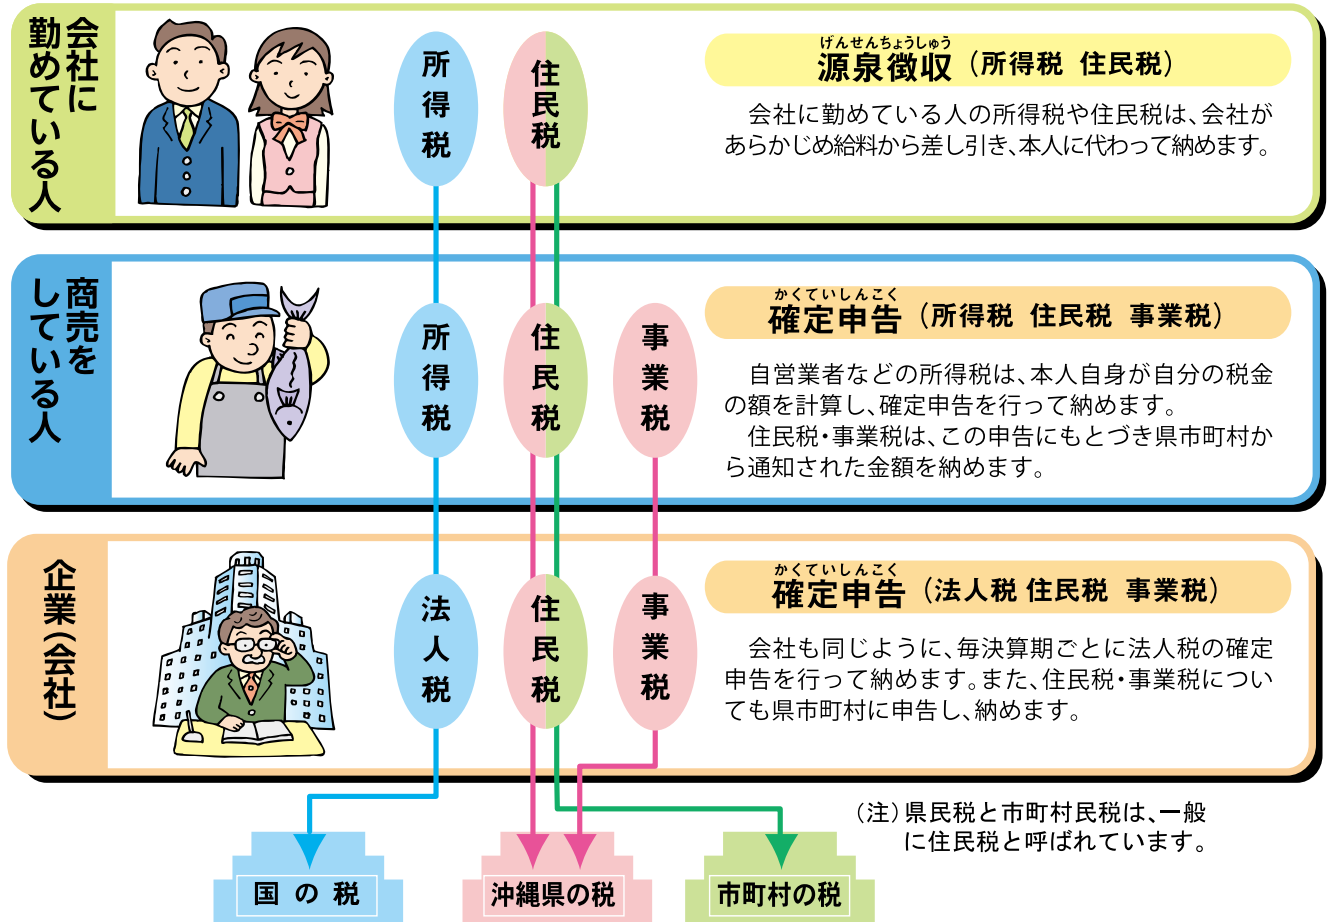 会社に
勤めている人
所得税
住民税
げんせんちょうしゅう
源泉徴収（所得税 住民税）
会社に勤めている人の所得税や住民税は、会社が
あらかじめ給料から差し引き、本人に代わって納めます。
商売を
している人
所得税
住民税
事業税
かくていしんこく
確定申告（所得税 住民税 事業税）
自営業者などの所得税は、本人自身が自分の税金
の額を計算し、確定申告を行って納めます。
住民税・事業税は、この申告にもとづき県市町村か
ら通知された金額を納めます。
企業（会社）
法人税
住民税
事業税
かくていしんこく
確定申告（法人税 住民税 事業税）
会社も同じように、毎決算期ごとに法人税の確定
申告を行って納めます。また、住民税・事業税につい
ても県市町村に申告し、納めます。
（注）県民税と市町村民税は、一般
に住民税と呼ばれています。
国の税
沖縄県の税
市町村の税